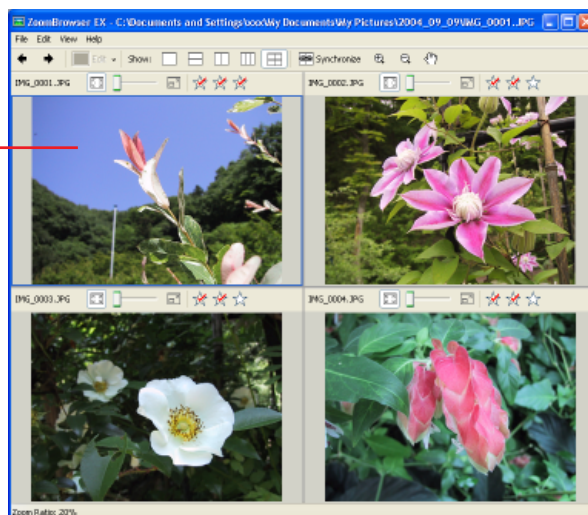 ZoomBrowser EX - C:\Documents and Settings\xxx\My Documents\My Pictures\2004_09_09\IMG_0001.JPG
File Edit View Help
Edit Show: Synchronize
IMG_0001.JPG IMG_0002.JPG
IMG_0003.JPG IMG_0004.JPG
Zoom Ratio: 20%